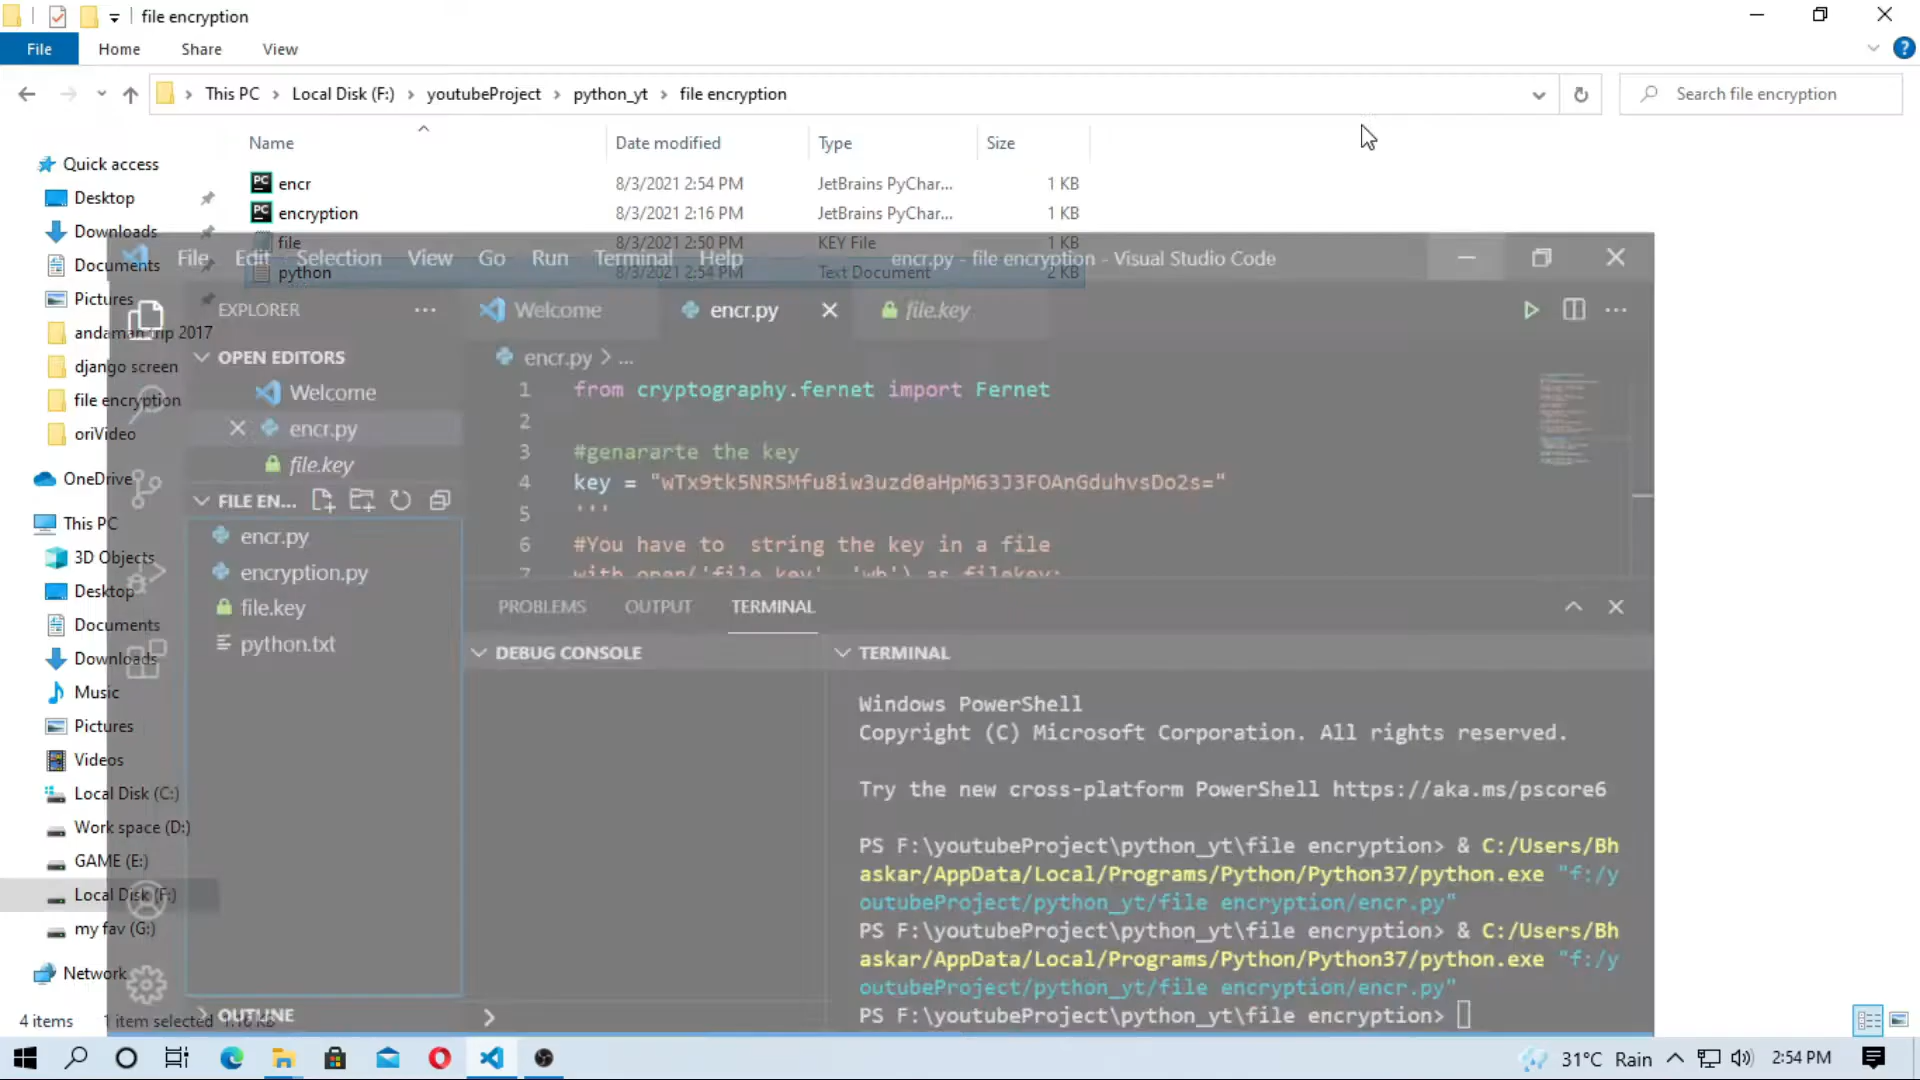 file encryption
File
Home
Share
View
This PC
Local Disk (F:)
youtubeProject
python_yt
file encryption
Search file encryption
Name
Date modified
Type
Size
Quick access
Desktop
Downloads
Documents
Pictures
andaman trip 2017
django screen
file encryption
oriVideo
OneDrive
This PC
3D Objects
Desktop
Documents
Downloads
Music
Pictures
Videos
Local Disk (C:)
Work space (D:)
GAME (E:)
Local Disk (F:)
my fav (G:)
Network
4 items
1 item selected
encr 8/3/2021 2:54 PM JetBrains PyChar... 1 KB
encryption 8/3/2021 2:16 PM JetBrains PyChar... 1 KB
file 8/3/2021 2:50 PM KEY File 1 KB
python 8/3/2021 2:54 PM Text Document 2 KB
File Edit Selection View Go Run Terminal Help
encr.py - file encryption - Visual Studio Code
EXPLORER
OPEN EDITORS
Welcome
encr.py
file.key
FILE EN...
encr.py
encryption.py
file.key
python.txt
OUTLINE
Welcome
encr.py
file.key
encr.py > ...
1 from cryptography.fernet import Fernet
2
3 #genararte the key
4 key = "wTx9tk5NRSMfu8iw3uzd0aHpM63J3FOAnGduhvsDo2s="
5 '''
6 #You have to  string the key in a file
7 with open('file.key', 'wb') as filekey:
PROBLEMS
OUTPUT
TERMINAL
DEBUG CONSOLE
TERMINAL
Windows PowerShell
Copyright (C) Microsoft Corporation. All rights reserved.
Try the new cross-platform PowerShell https://aka.ms/pscore6
PS F:\youtubeProject\python_yt\file encryption> & C:/Users/Bh
askar/AppData/Local/Programs/Python/Python37/python.exe "f:/y
outubeProject/python_yt/file encryption/encr.py"
PS F:\youtubeProject\python_yt\file encryption> & C:/Users/Bh
askar/AppData/Local/Programs/Python/Python37/python.exe "f:/y
outubeProject/python_yt/file encryption/encr.py"
PS F:\youtubeProject\python_yt\file encryption>
31°C Rain
2:54 PM